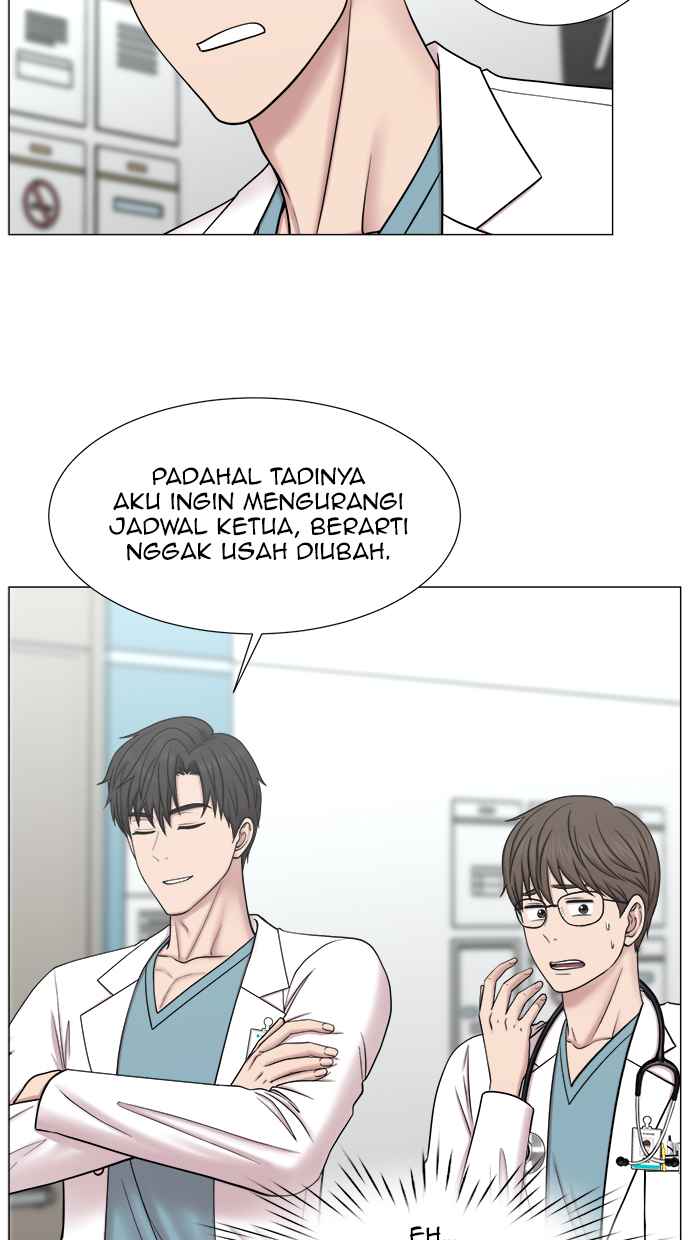 PADAHAL TADINYA
AKU INGIN MENGURANGI
JADWAL KETUA, BERARTI
NGGAK USAH DIUBAH.
EH...